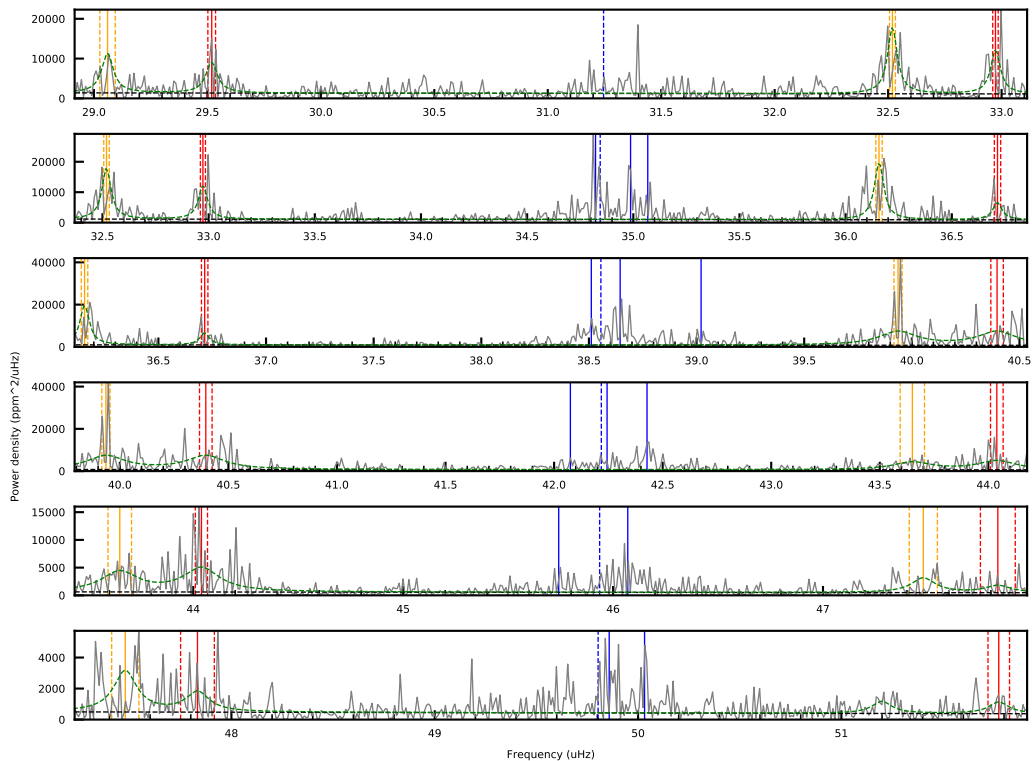 20000
10000
0
29.0 29.5 30.0 30.5 31.0 31.5 32.0 32.5 33.0
20000
10000
0
32.5 33.0 33.5 34.0 34.5 35.0 35.5 36.0 36.5
40000
20000
0
36.5 37.0 37.5 38.0 38.5 39.0 39.5 40.0 40.5
Power density (ppm^2/uHz)
40000
20000
0
40.0 40.5 41.0 41.5 42.0 42.5 43.0 43.5 44.0
15000
10000
5000
0
44 45 46 47
4000
2000
0
48 49 50 51
Frequency (uHz)